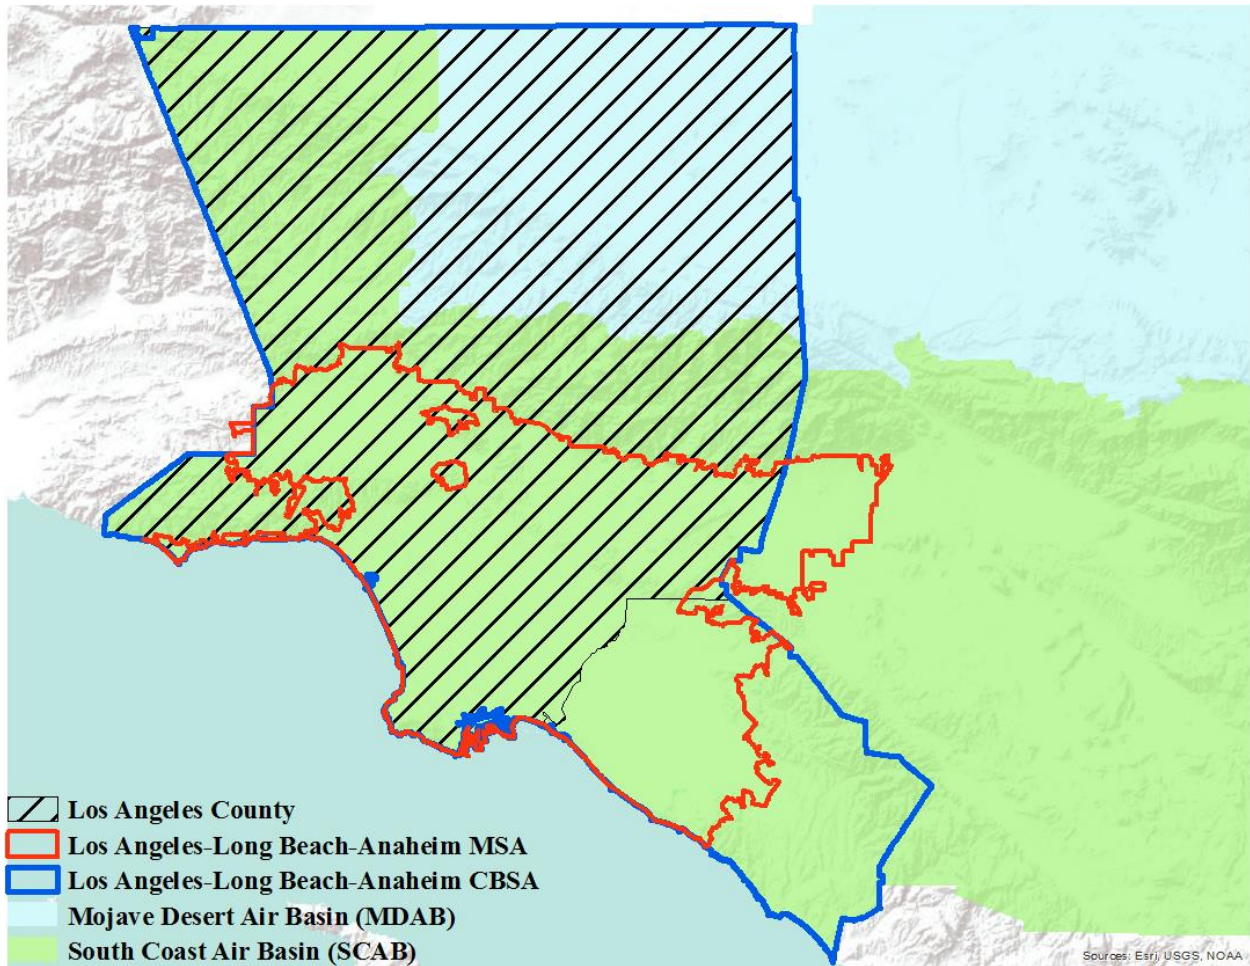 Los Angeles County
Los Angeles-Long Beach-Anaheim MSA
Los Angeles-Long Beach-Anaheim CBSA
Mojave Desert Air Basin (MDAB)
South Coast Air Basin (SCAB)
Sources: Esri, USGS, NOAA